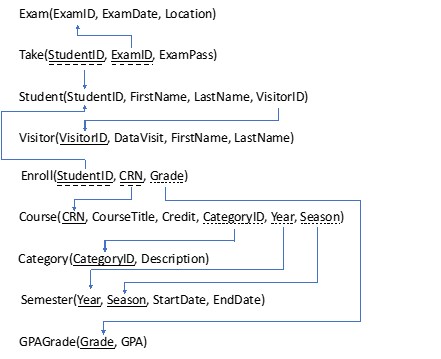 Exam(ExamID, ExamDate, Location)
Take(StudentID, ExamID, ExamPass)
Student(StudentID, FirstName, LastName, VisitorID)
Visitor(VisitorID, DataVisit, FirstName, LastName)
Enroll(StudentID, CRN, Grade)
Course(CRN, CourseTitle, Credit, CategoryID, Year, Season)
Category(CategoryID, Description)
Semester(Year, Season, StartDate, EndDate)
GPAGrade(Grade, GPA)